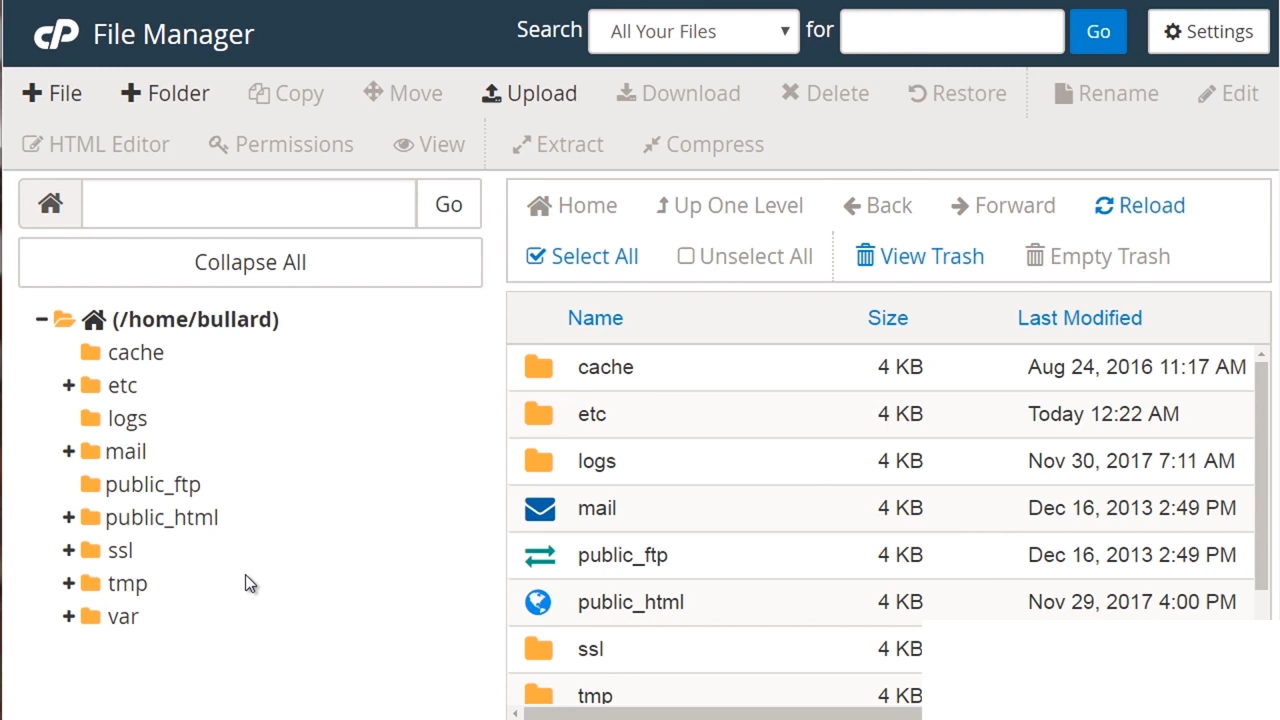 cP File Manager Search All Your Files for Go Settings
File Folder Copy Move Upload Download Delete Restore Rename Edit
HTML Editor Permissions View Extract Compress
Go
Collapse All
(/home/bullard)
cache
etc
logs
mail
public_ftp
public_html
ssl
tmp
var
Home Up One Level Back Forward Reload
Select All Unselect All View Trash Empty Trash
Name Size Last Modified
cache 4 KB Aug 24, 2016 11:17 AM
etc 4 KB Today 12:22 AM
logs 4 KB Nov 30, 2017 7:11 AM
mail 4 KB Dec 16, 2013 2:49 PM
public_ftp 4 KB Dec 16, 2013 2:49 PM
public_html 4 KB Nov 29, 2017 4:00 PM
ssl 4 KB
tmp 4 KB